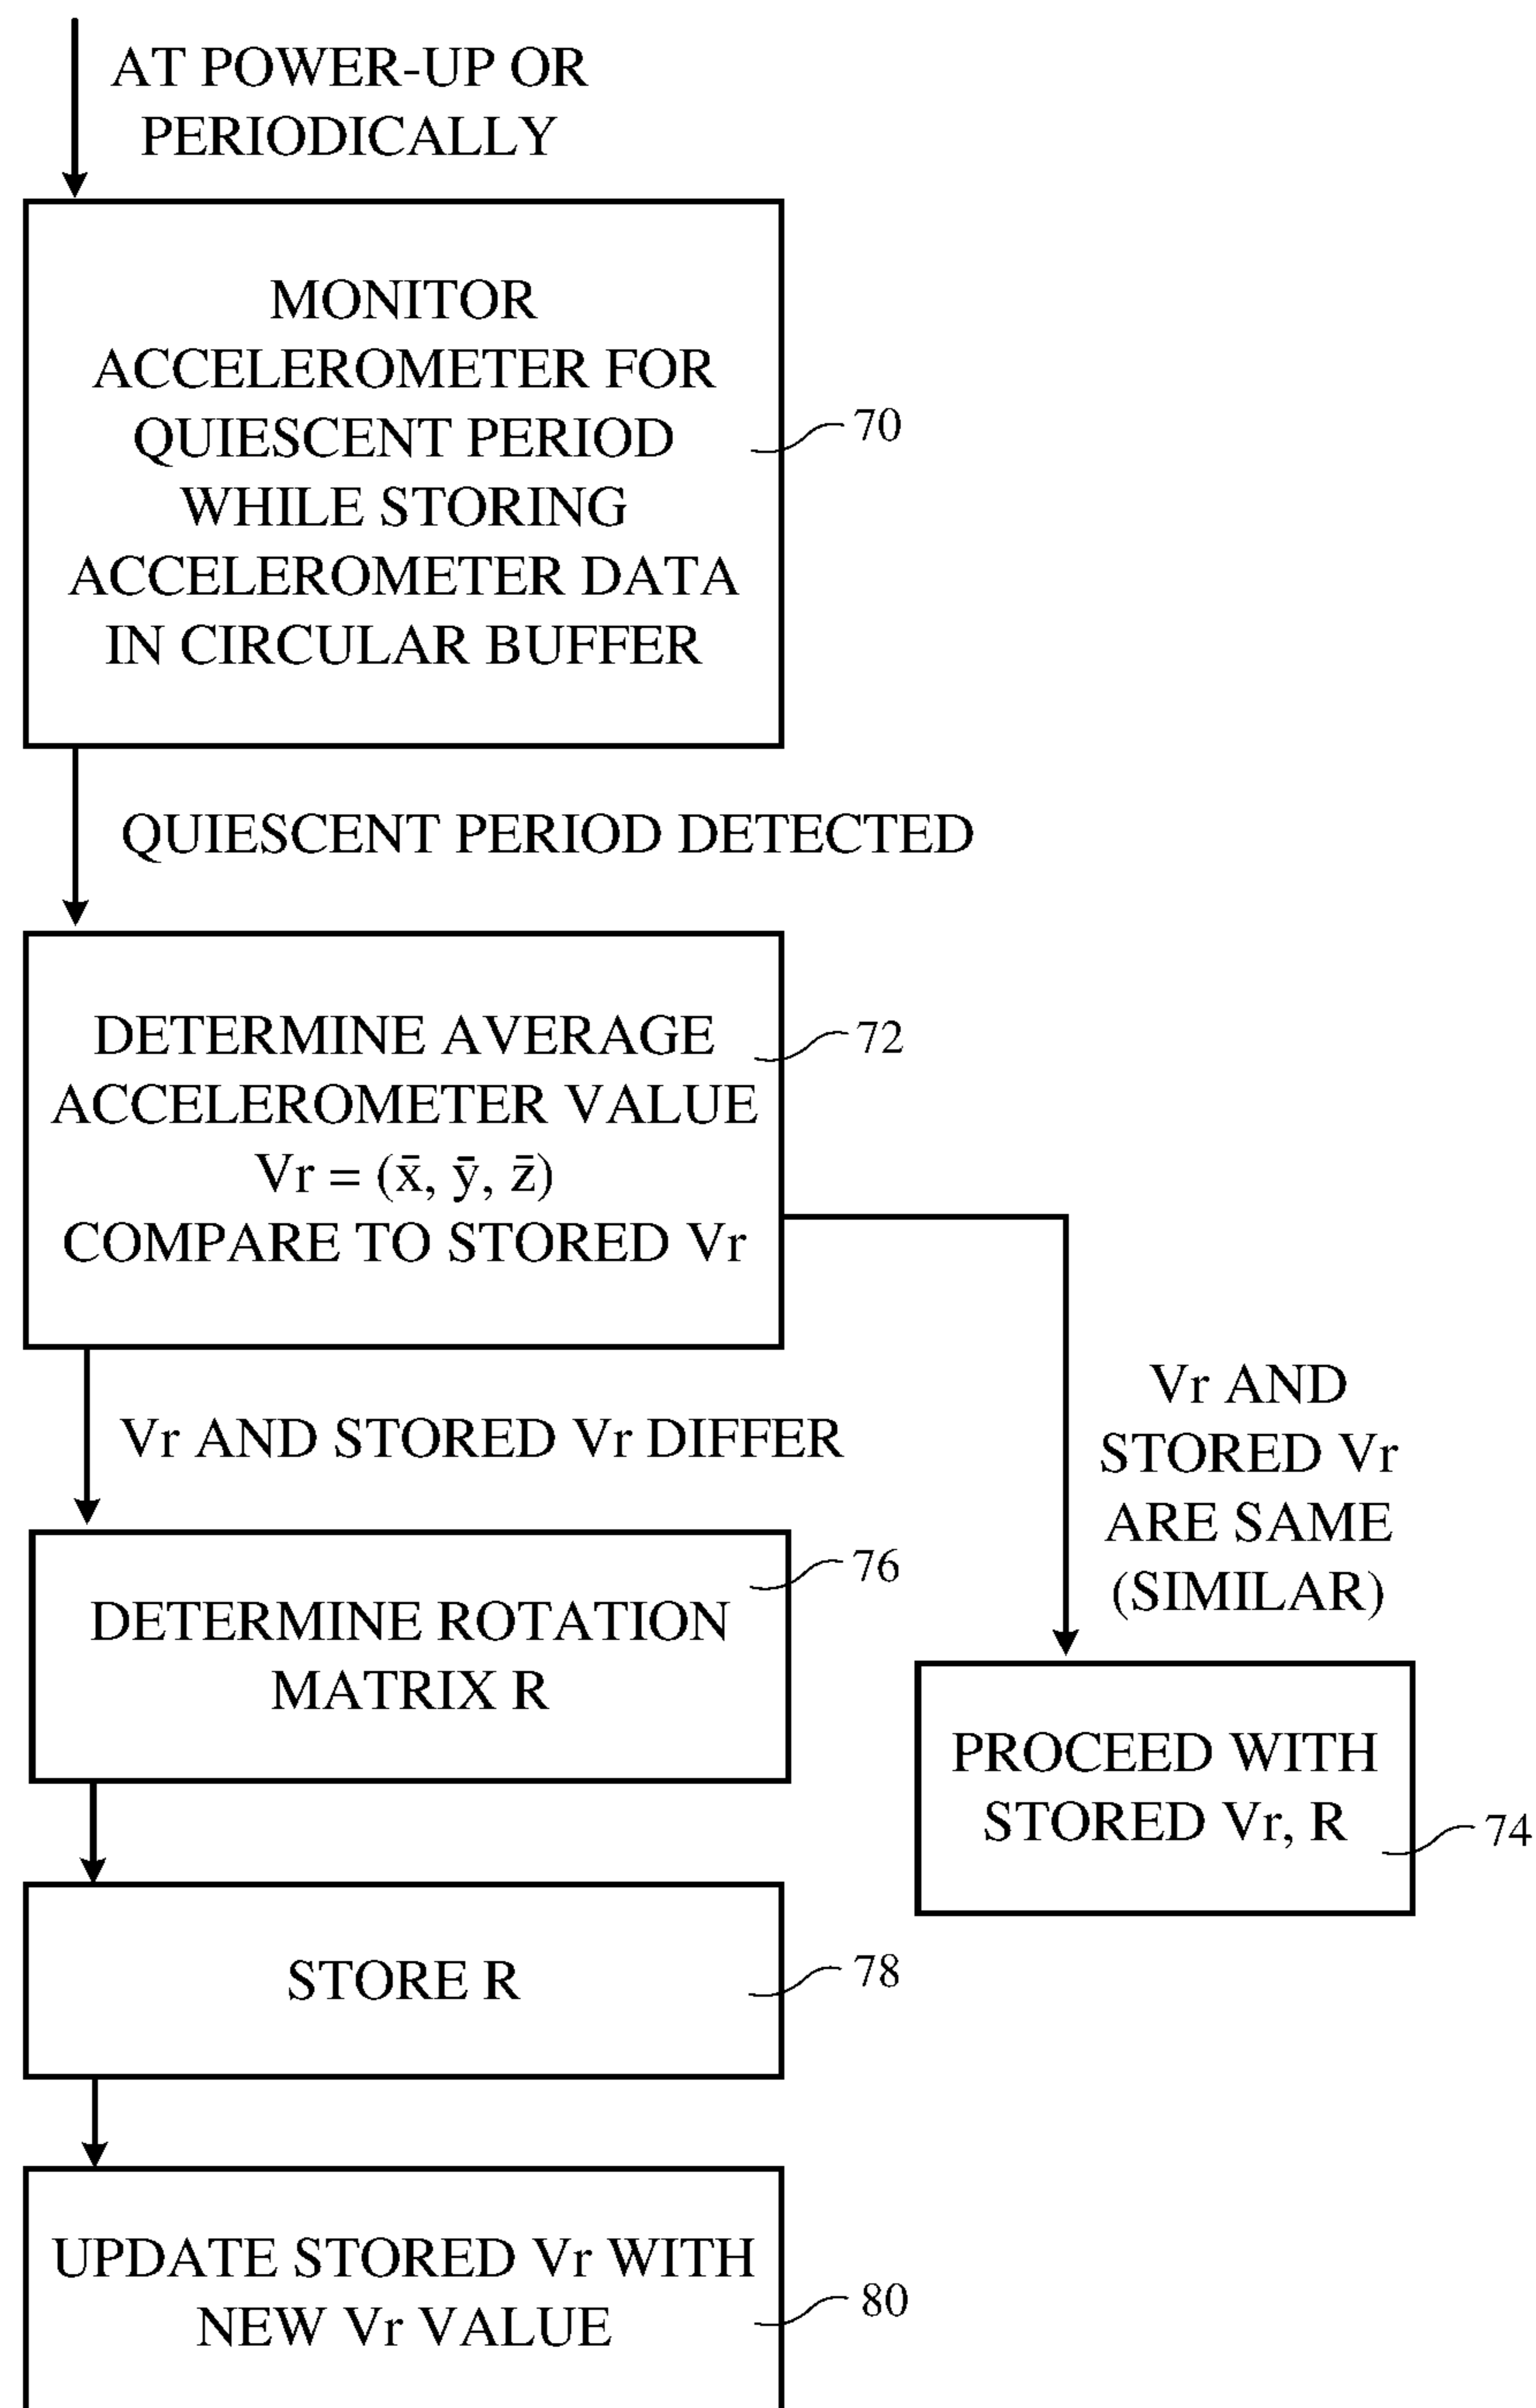 AT POWER-UP OR
PERIODICALLY
MONITOR
ACCELEROMETER FOR
QUIESCENT PERIOD
WHILE STORING
ACCELEROMETER DATA
IN CIRCULAR BUFFER
70
QUIESCENT PERIOD DETECTED
DETERMINE AVERAGE
ACCELEROMETER VALUE
Vr = (x̄, ȳ, z̄)
COMPARE TO STORED Vr
72
Vr AND STORED Vr DIFFER
Vr AND
STORED Vr
ARE SAME
(SIMILAR)
DETERMINE ROTATION
MATRIX R
76
PROCEED WITH
STORED Vr, R
74
STORE R
78
UPDATE STORED Vr WITH
NEW Vr VALUE
80